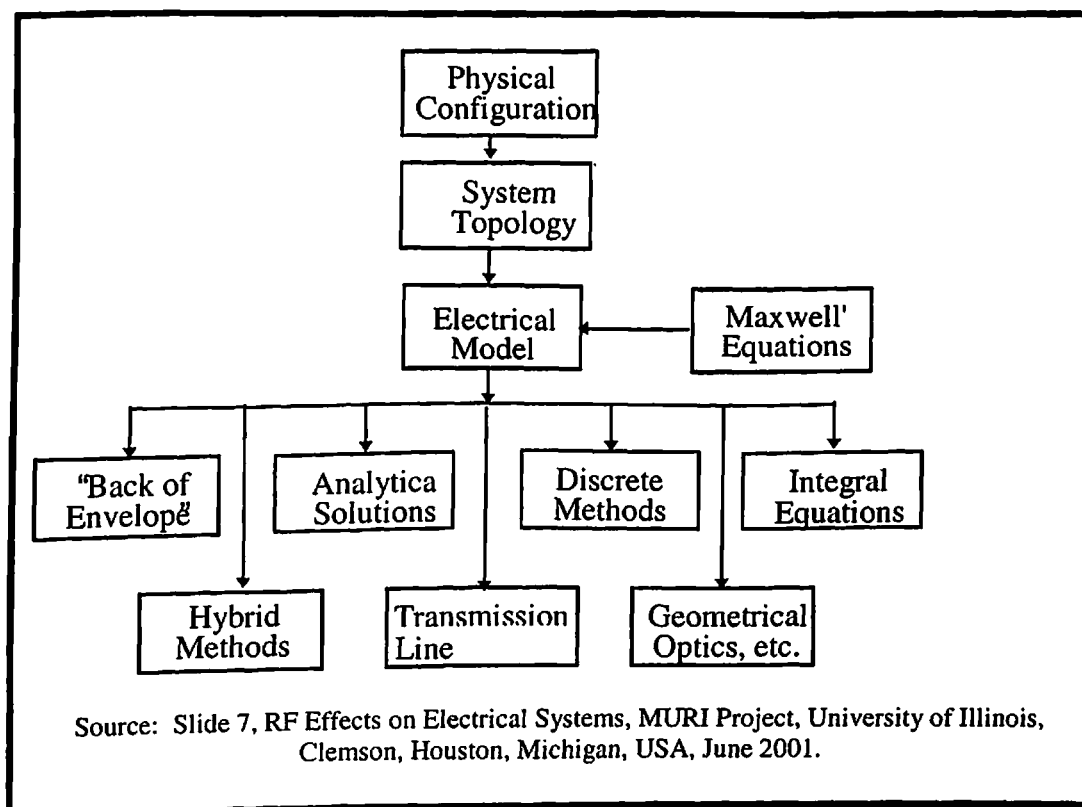 Physical
Configuration
System
Topology
Electrical
Model
Maxwell'
Equations
"Back of
Envelope"
Analytica
Solutions
Discrete
Methods
Integral
Equations
Hybrid
Methods
Transmission
Line
Geometrical
Optics, etc.
Source: Slide 7, RF Effects on Electrical Systems, MURI Project, University of Illinois,
Clemson, Houston, Michigan, USA, June 2001.